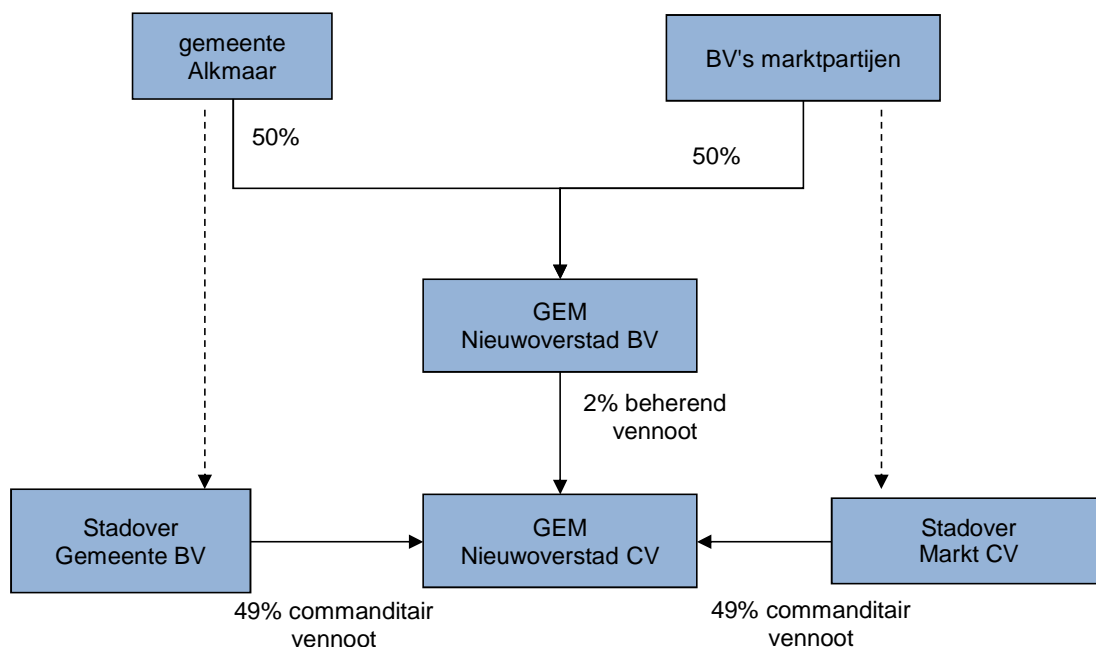 gemeente
Alkmaar
BV's marktpartijen
50%
50%
GEM
Nieuwoverstad BV
2% beherend
vennoot
Stadover
Gemeente BV
GEM
Nieuwoverstad CV
Stadover
Markt CV
49% commanditair
vennoot
49% commanditair
vennoot